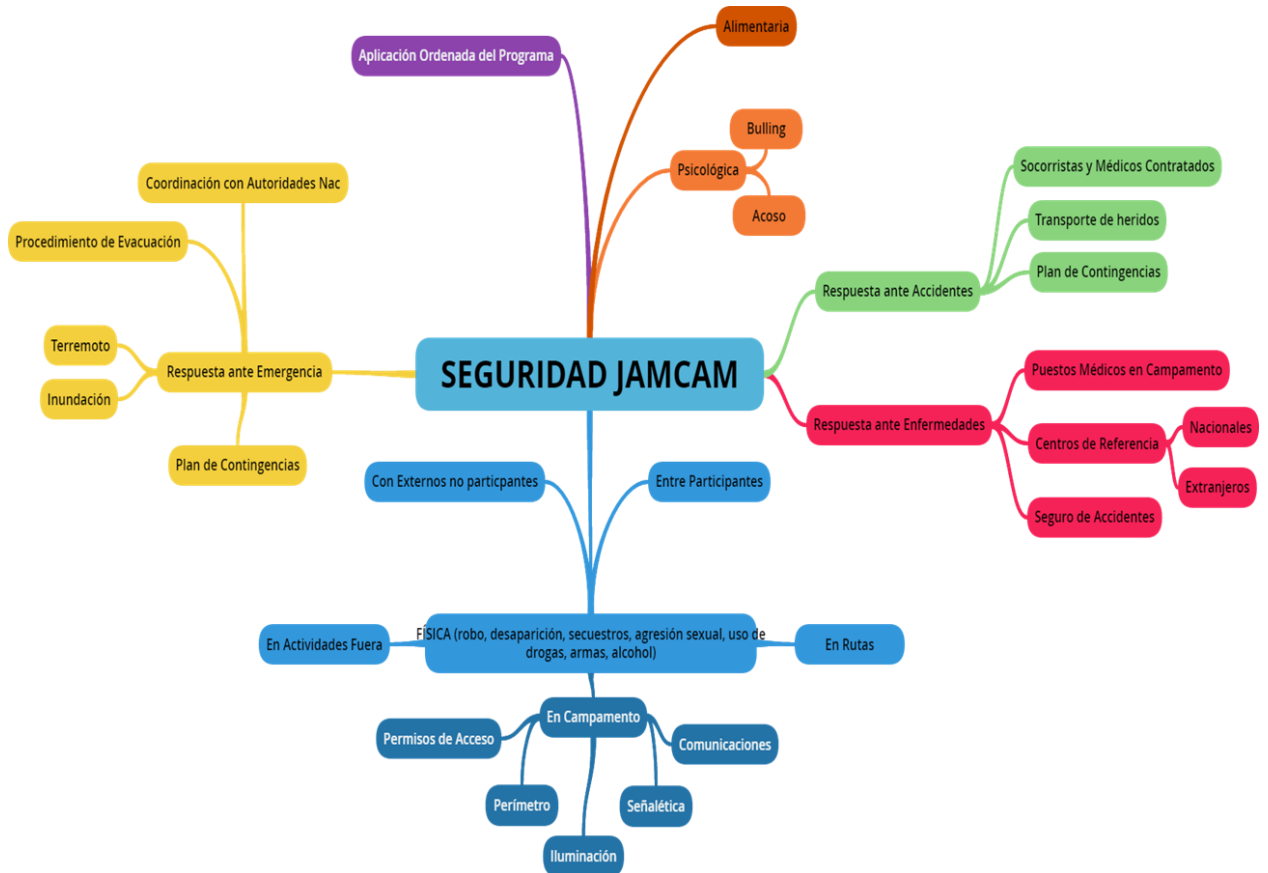 Alimentaria
Aplicación Ordenada del Programa
Bulling
Psicológica
Acoso
Socorristas y Médicos Contratados
Transporte de heridos
Plan de Contingencias
Respuesta ante Accidentes
Coordinación con Autoridades Nac
Procedimiento de Evacuación
Terremoto
Inundación
Respuesta ante Emergencia
Plan de Contingencias
SEGURIDAD JAMCAM
Puestos Médicos en Campamento
Respuesta ante Enfermedades
Centros de Referencia
Nacionales
Extranjeros
Seguro de Accidentes
Con Externos no particpantes
Entre Participantes
En Actividades Fuera
FÍSICA (robo, desaparición, secuestros, agresión sexual, uso de
drogas, armas, alcohol)
En Rutas
En Campamento
Permisos de Acceso
Comunicaciones
Perímetro
Señalética
Iluminación